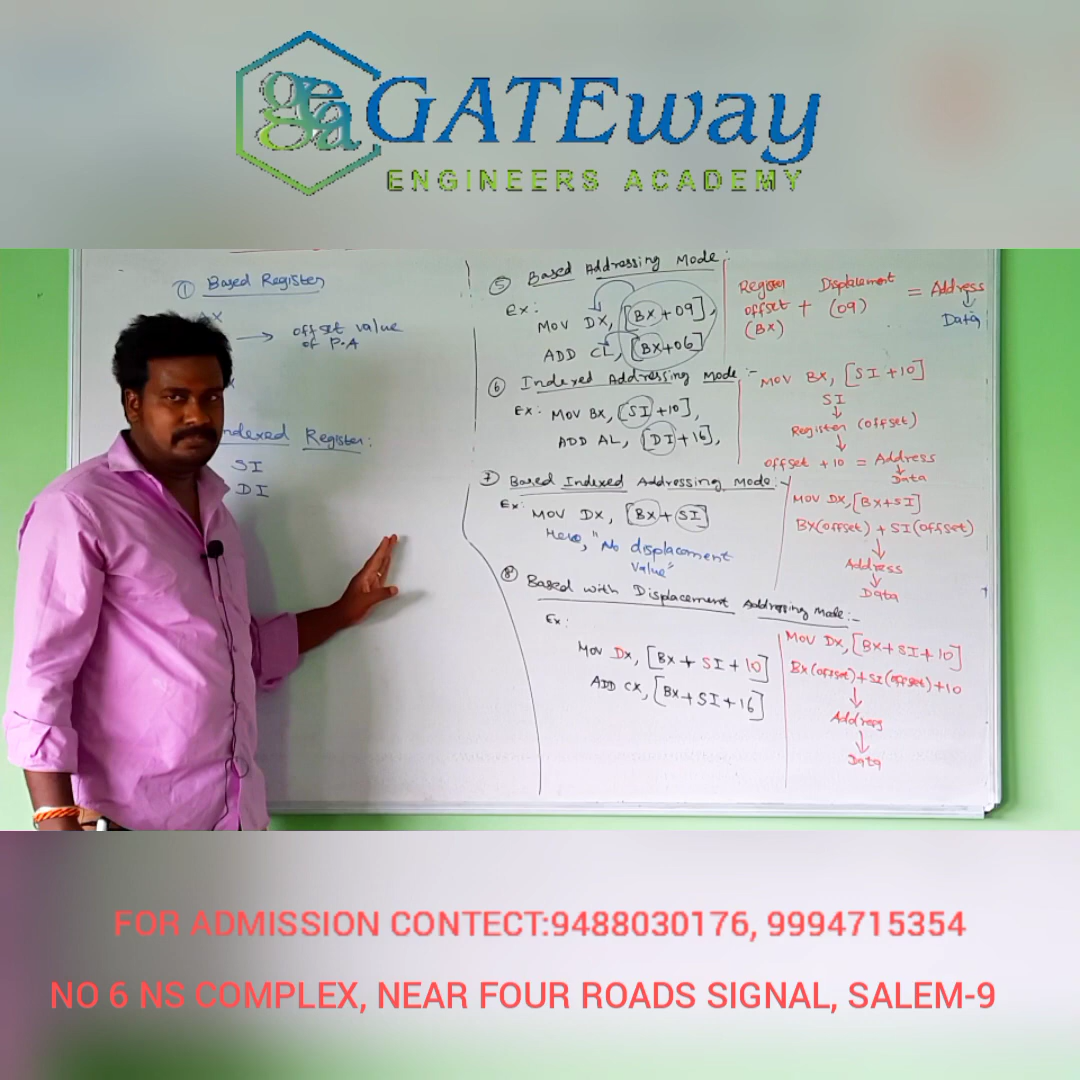 gea GATEway
ENGINEERS ACADEMY
① Based Register
AX
→ offset value
of P.A
ndexed Register:
SI
DI
⑤ Based Addressing Mode:
Ex:
MOV DX, [BX+09],
ADD CL, [BX+06]
Register offset (BX) + Displacement (09) = Address
↓
Data
⑥ Indexed Addressing Mode:-
Ex: MOV BX, [SI+10],
ADD AL, [DI+16],
MOV BX, [SI+10]
SI
↓
Register (offset)
↓
offset +10 = Address
↓
Data
7 Based Indexed Addressing Mode:-
Ex:
MOV DX, [BX+SI]
Here, "No displacement
value"
MOV DX, [BX+SI]
BX(offset) + SI(offset)
↓
Address
↓
Data
⑧ Based with Displacement Addressing Mode:-
Ex:
MOV DX, [BX+SI+10]
ADD CX, [BX+SI+16]
MOV DX, [BX+SI+10]
BX(offset)+SI(offset)+10
↓
Address
↓
Data
FOR ADMISSION CONTECT:9488030176, 9994715354
NO 6 NS COMPLEX, NEAR FOUR ROADS SIGNAL, SALEM-9